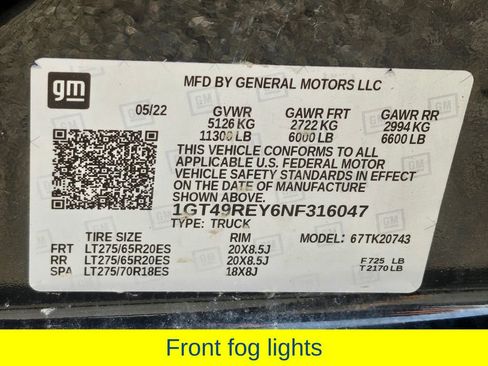 gm
MFD BY GENERAL MOTORS LLC
05/22 GVWR GAWR FRT GAWR RR
5126 KG 2722 KG 2994 KG
11300 LB 6000 LB 6600 LB
THIS VEHICLE CONFORMS TO ALL
APPLICABLE U.S. FEDERAL MOTOR
VEHICLE SAFETY STANDARDS IN EFFECT
ON THE DATE OF MANUFACTURE
SHOWN ABOVE.
1GT49REY6NF316047
TYPE: TRUCK
TIRE SIZE RIM MODEL: 67TK20743
FRT LT275/65R20ES 20X8.5J
RR LT275/65R20ES 20X8.5J F 725 LB
SPA LT275/70R18ES 18X8J T 2170 LB
Front fog lights